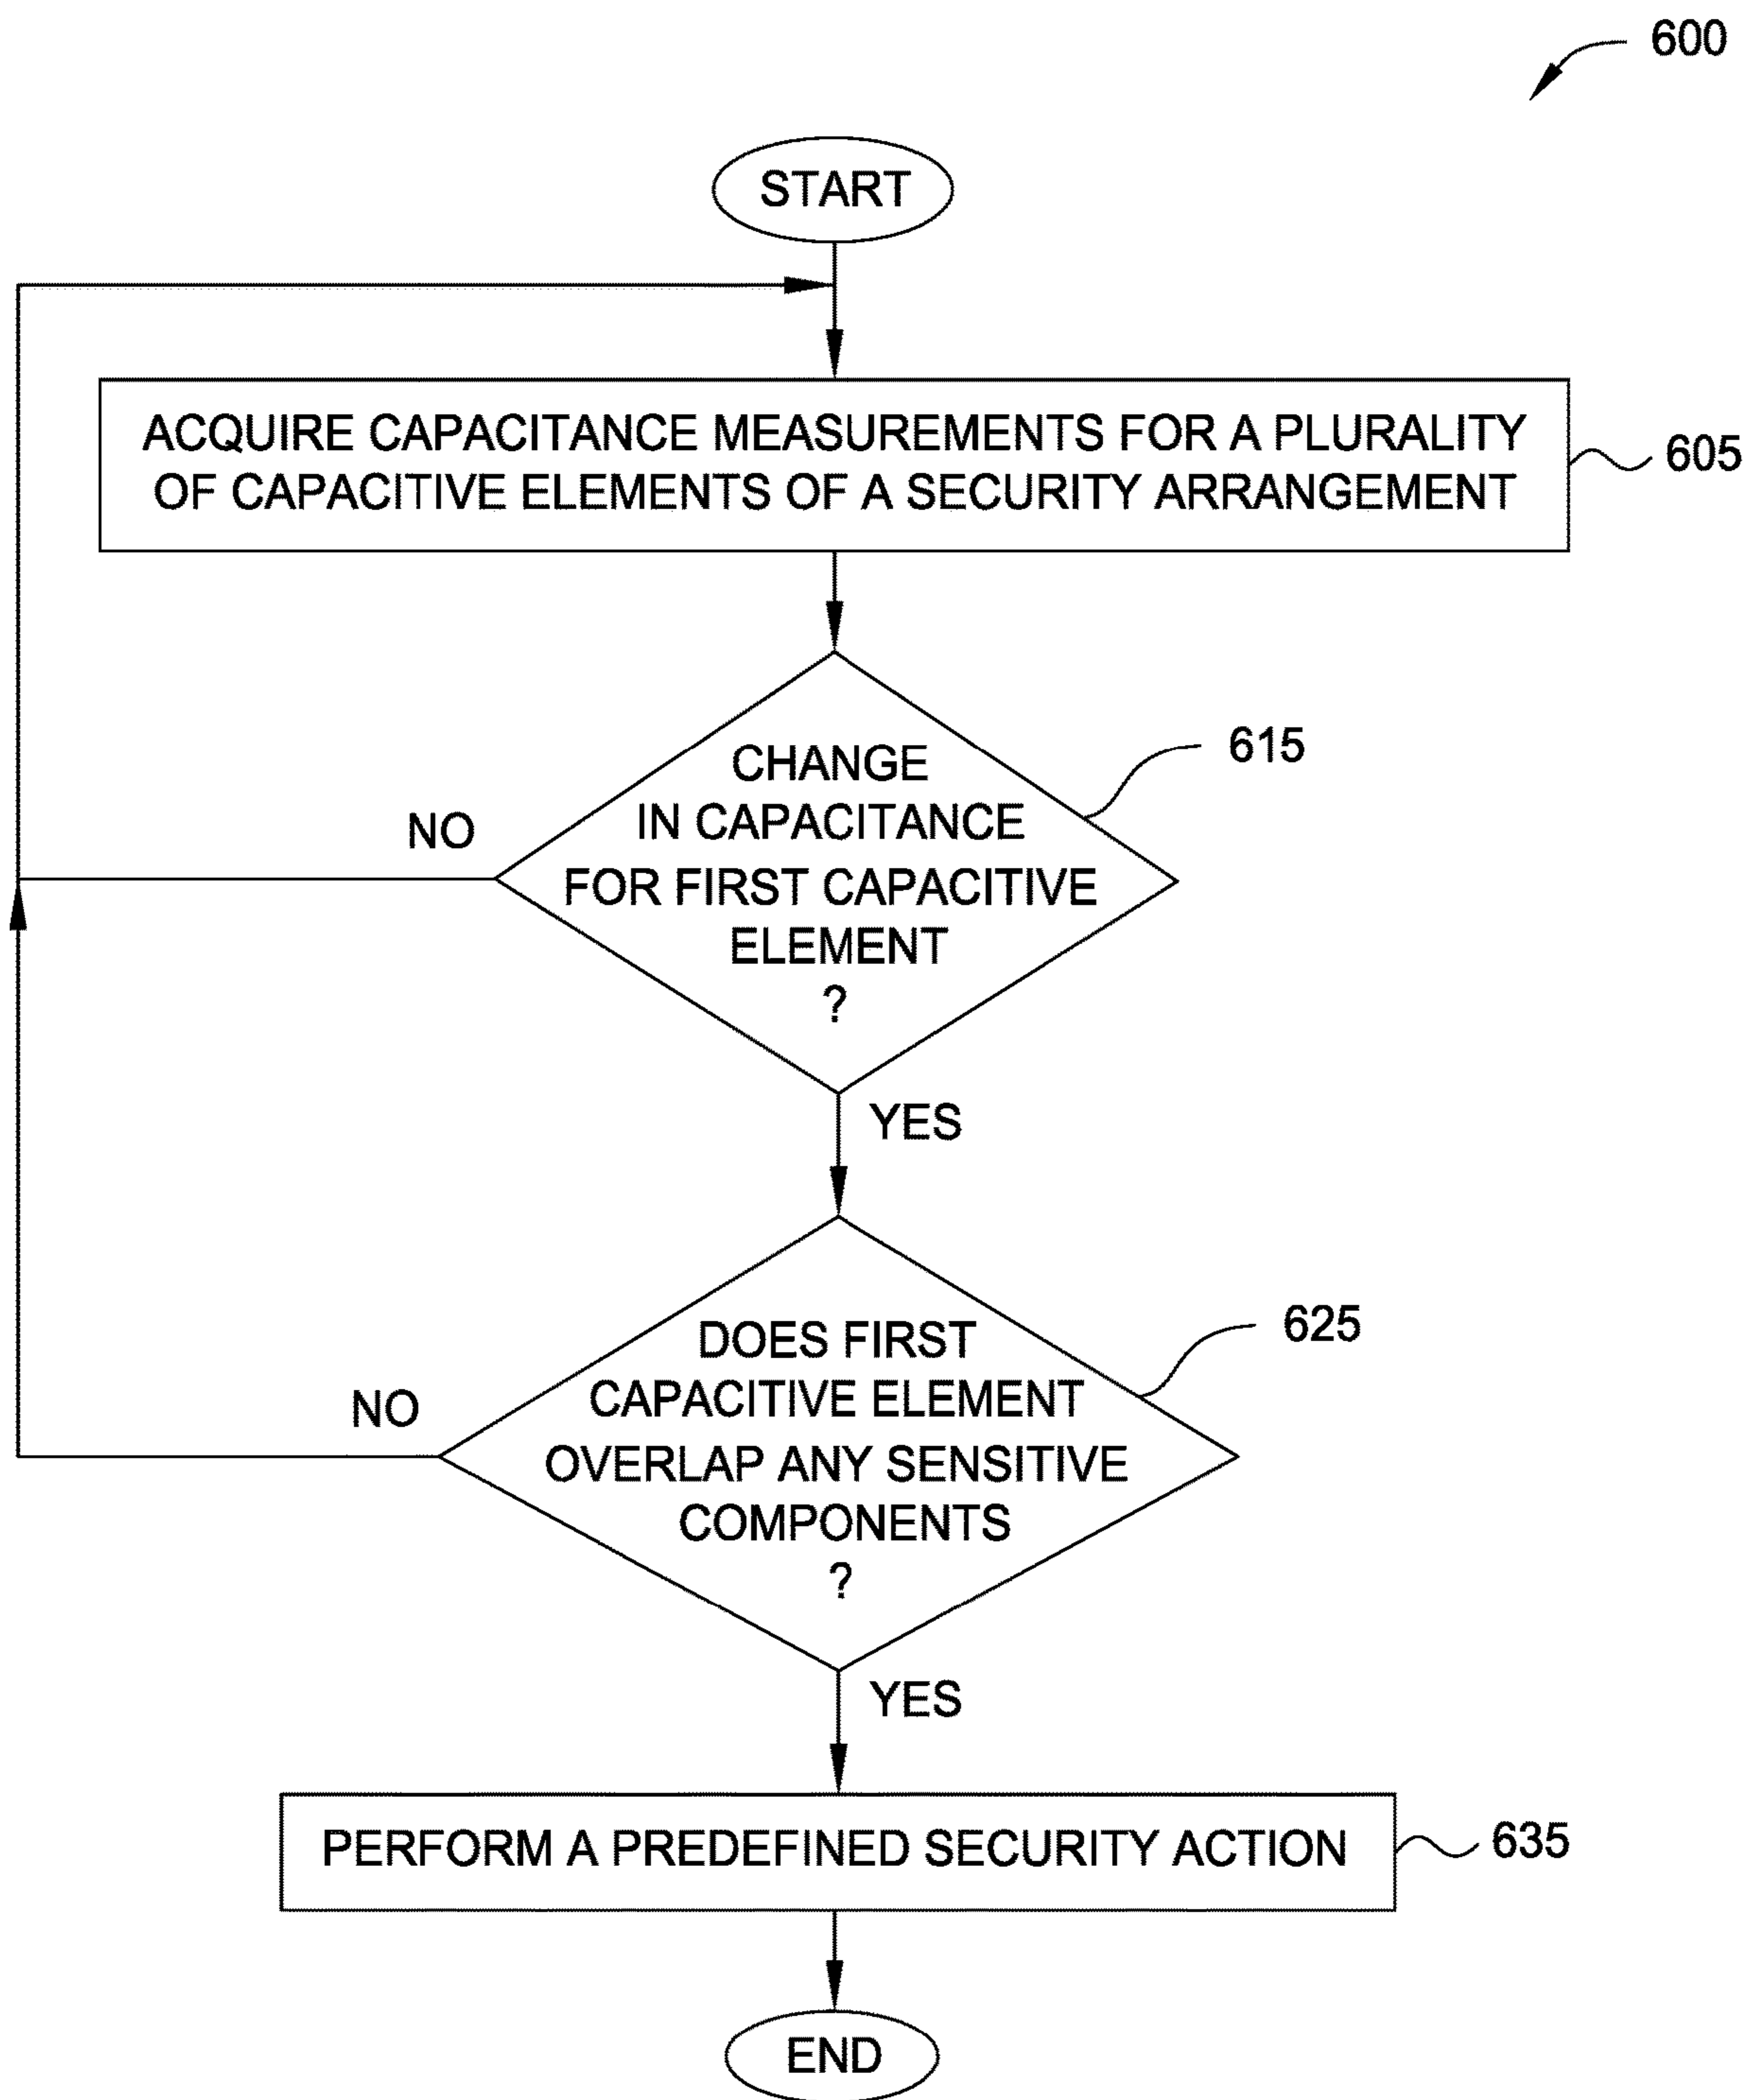 600
START
ACQUIRE CAPACITANCE MEASUREMENTS FOR A PLURALITY
OF CAPACITIVE ELEMENTS OF A SECURITY ARRANGEMENT
605
CHANGE
IN CAPACITANCE
FOR FIRST CAPACITIVE
ELEMENT
?
615
NO
YES
DOES FIRST
CAPACITIVE ELEMENT
OVERLAP ANY SENSITIVE
COMPONENTS
?
625
NO
YES
PERFORM A PREDEFINED SECURITY ACTION
635
END